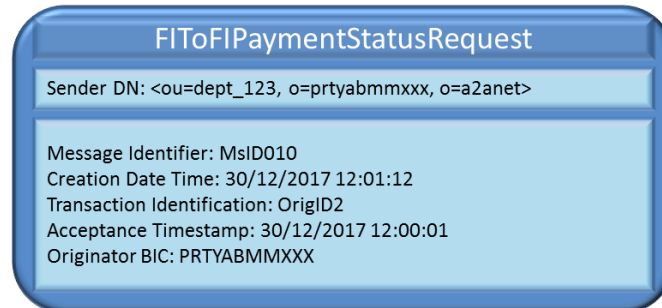 FIToFIPaymentStatusRequest
Sender DN: <ou=dept_123, o=prtyabmmxxx, o=a2anet>
Message Identifier: MsID010
Creation Date Time: 30/12/2017 12:01:12
Transaction Identification: OrigID2
Acceptance Timestamp: 30/12/2017 12:00:01
Originator BIC: PRTYABMMXXX